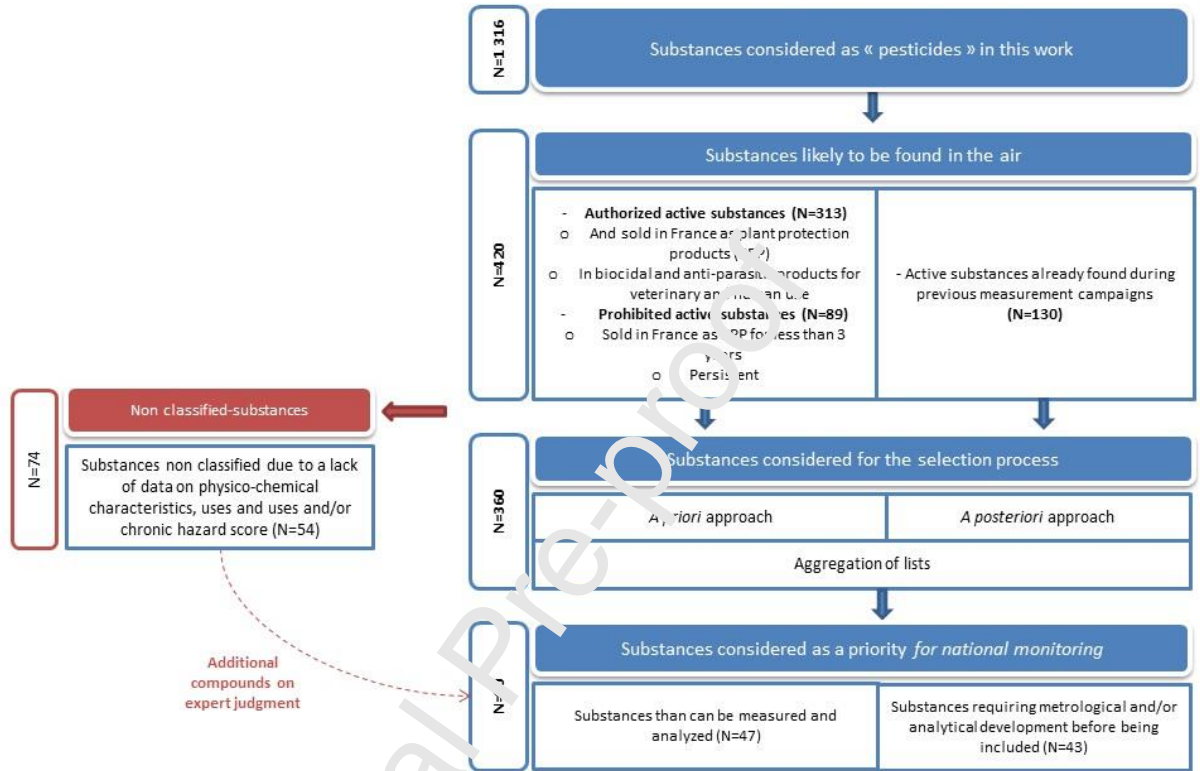 N=1 316
Substances considered as « pesticides » in this work
N=420
Substances likely to be found in the air
- Authorized active substances (N=313)
o And sold in France as plant protection
products
o In biocidal and anti-parasitic products for
veterinary and human use
- Prohibited active substances (N=89)
o Sold in France as PPP for less than 3
years
o Persistent
- Active substances already found during
previous measurement campaigns
(N=130)
N=74
Non classified-substances
Substances non classified due to a lack
of data on physico-chemical
characteristics, uses and uses and/or
chronic hazard score (N=54)
N=360
Substances considered for the selection process
A priori approach
A posteriori approach
Aggregation of lists
Additional
compounds on
expert judgment
Substances considered as a priority for national monitoring
Substances than can be measured and
analyzed (N=47)
Substances requiring metrological and/or
analytical development before being
included (N=43)
al Pre-proof